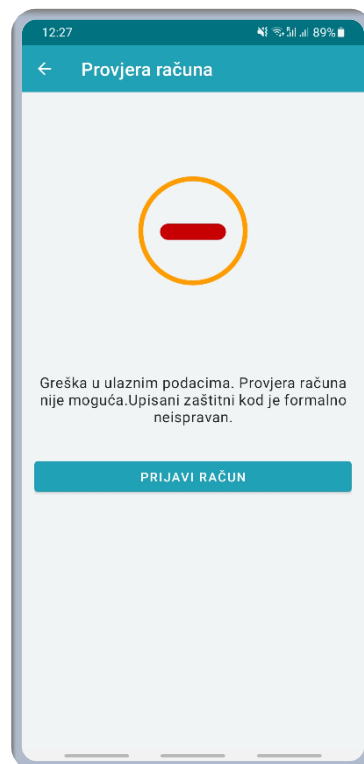 12:27
89%
Provjera računa
Greška u ulaznim podacima. Provjera računa
nije moguća.Upisani zaštitni kod je formalno
neispravan.
PRIJAVI RAČUN